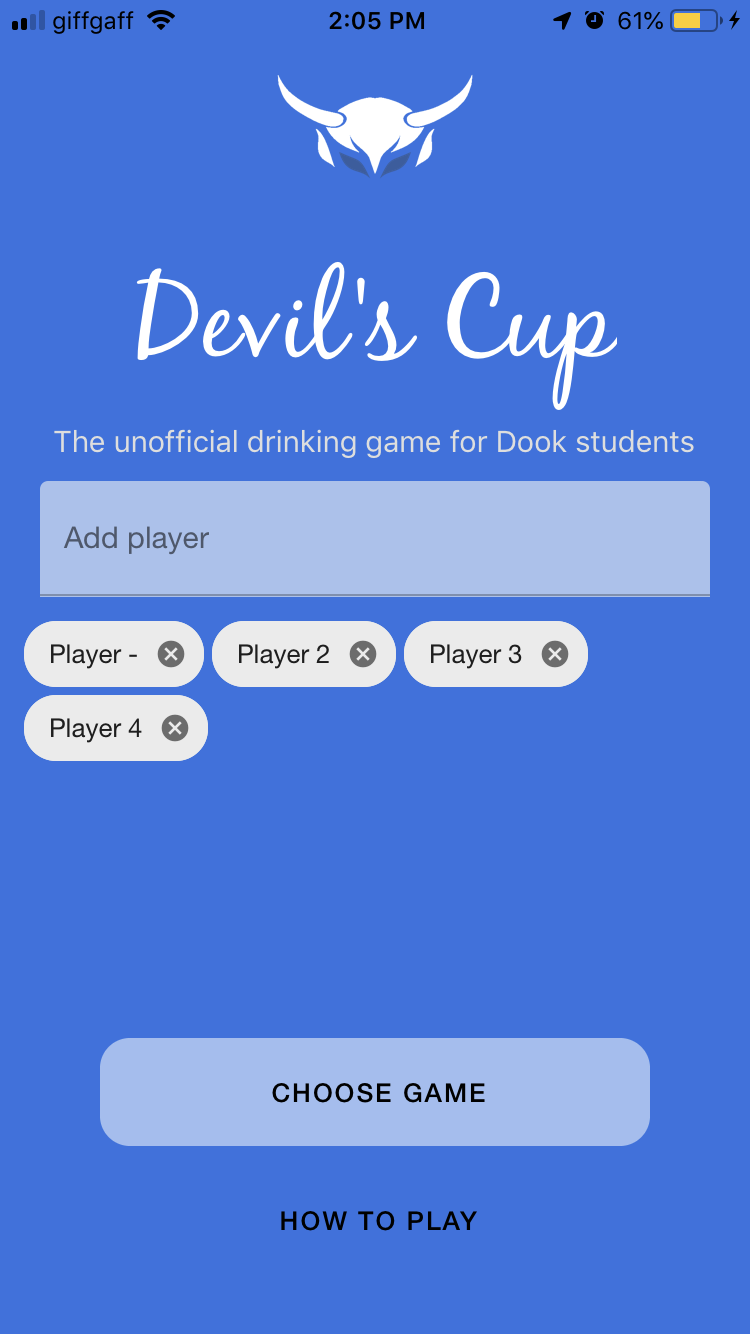 giffgaff 2:05 PM 61%
Devil's Cup
The unofficial drinking game for Dook students
Add player
Player - Player 2 Player 3
Player 4
CHOOSE GAME
HOW TO PLAY